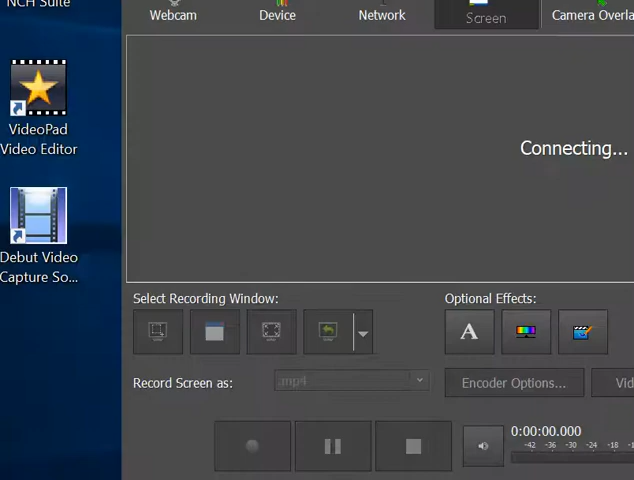 NCH Suite
Webcam
Device
Network
Screen
Camera Overla
VideoPad
Video Editor
Connecting...
Debut Video
Capture So...
Select Recording Window:
Optional Effects:
A
Record Screen as:
.mp4
Encoder Options...
Vid
0:00:00.000
-42 -36 -30 -24 -18